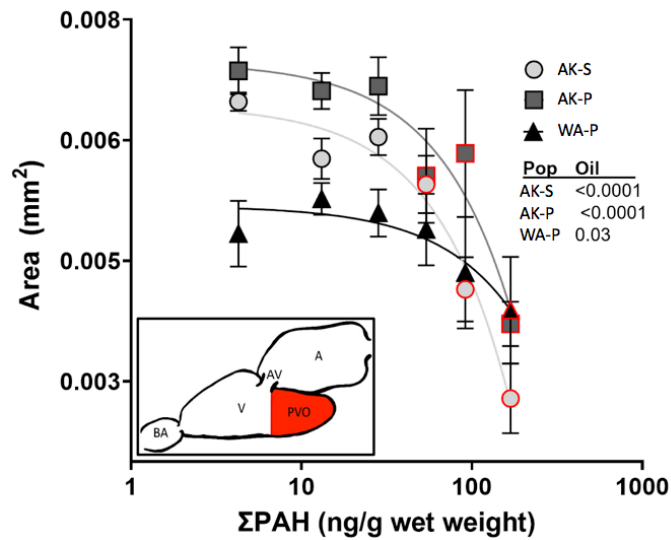 0.008
0.006
0.005
0.003
Area (mm²)
AK-S
AK-P
WA-P
Pop Oil
AK-S <0.0001
AK-P <0.0001
WA-P 0.03
A
AV
V
PVO
BA
1 10 100 1000
ΣPAH (ng/g wet weight)